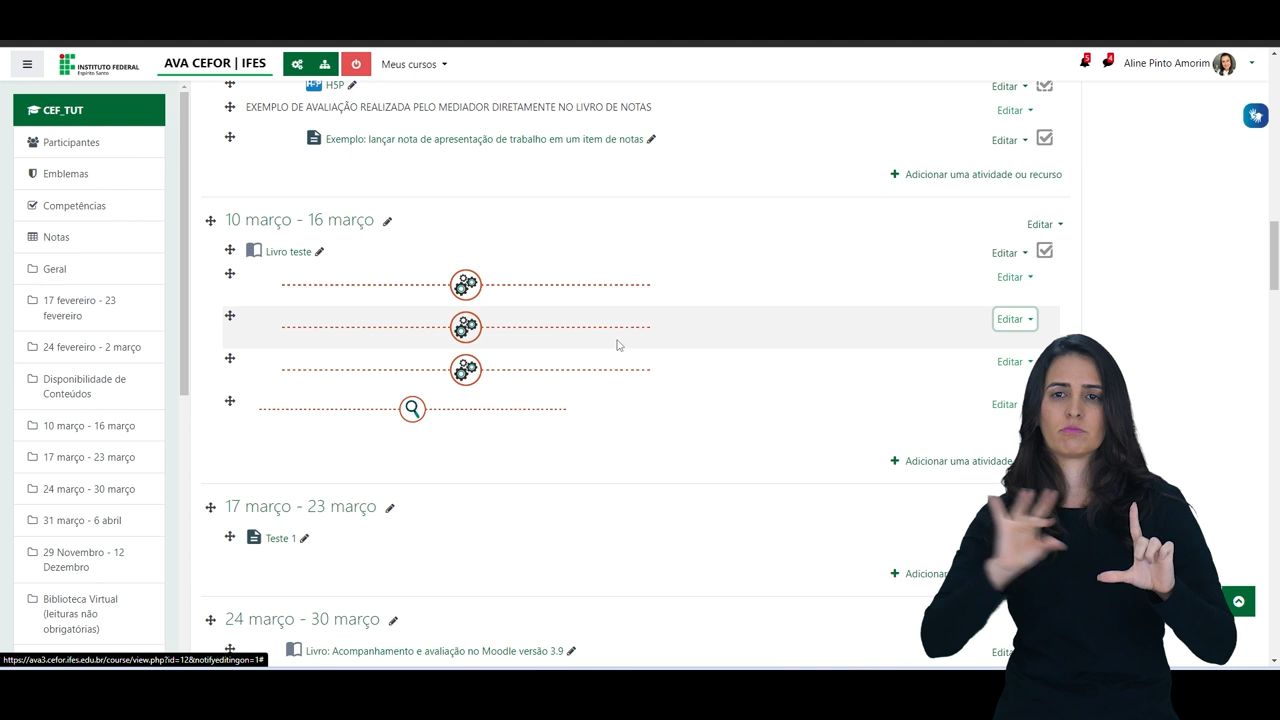 INSTITUTO FEDERAL
Espírito Santo
AVA CEFOR | IFES
Meus cursos
5
4
Aline Pinto Amorim
CEF_TUT
Participantes
Emblemas
Competências
Notas
Geral
17 fevereiro - 23
fevereiro
24 fevereiro - 2 março
Disponibilidade de
Conteúdos
10 março - 16 março
17 março - 23 março
24 março - 30 março
31 março - 6 abril
29 Novembro - 12
Dezembro
Biblioteca Virtual
(leituras não
obrigatórias)
H5P
H5P
Editar
EXEMPLO DE AVALIAÇÃO REALIZADA PELO MEDIADOR DIRETAMENTE NO LIVRO DE NOTAS
Editar
Exemplo: lançar nota de apresentação de trabalho em um item de notas
Editar
+ Adicionar uma atividade ou recurso
10 março - 16 março
Editar
Livro teste
Editar
Editar
Editar
Editar
Editar
+ Adicionar uma atividade
17 março - 23 março
Teste 1
+ Adicionar
24 março - 30 março
Livro: Acompanhamento e avaliação no Moodle versão 3.9
https://ava3.cefor.ifes.edu.br/course/view.php?id=12&notifyeditingon=1#